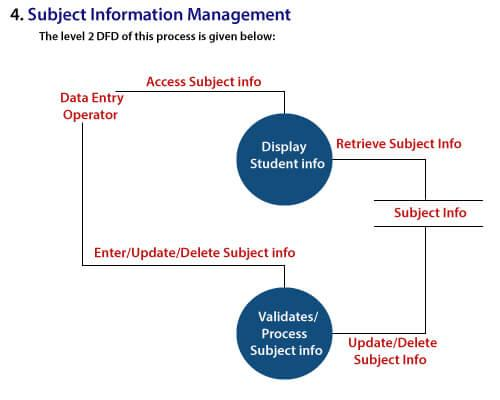 4. Subject Information Management
The level 2 DFD of this process is given below:
Access Subject info
Data Entry
Operator
Display
Student info
Retrieve Subject Info
Subject Info
Enter/Update/Delete Subject info
Validates/
Process
Subject info
Update/Delete
Subject Info